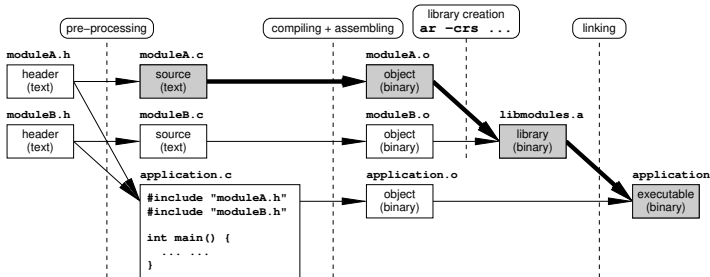 library creation
pre-processing
compiling + assembling
ar -crs ...
linking
moduleA.h
moduleA.c
moduleA.o
header
(text)
source
(text)
object
(binary)
moduleB.h
moduleB.c
moduleB.o
libmodules.a
header
(text)
source
(text)
object
(binary)
library
(binary)
application.c
application.o
application
#include "moduleA.h"
#include "moduleB.h"
int main() {
... ...
}
object
(binary)
executable
(binary)